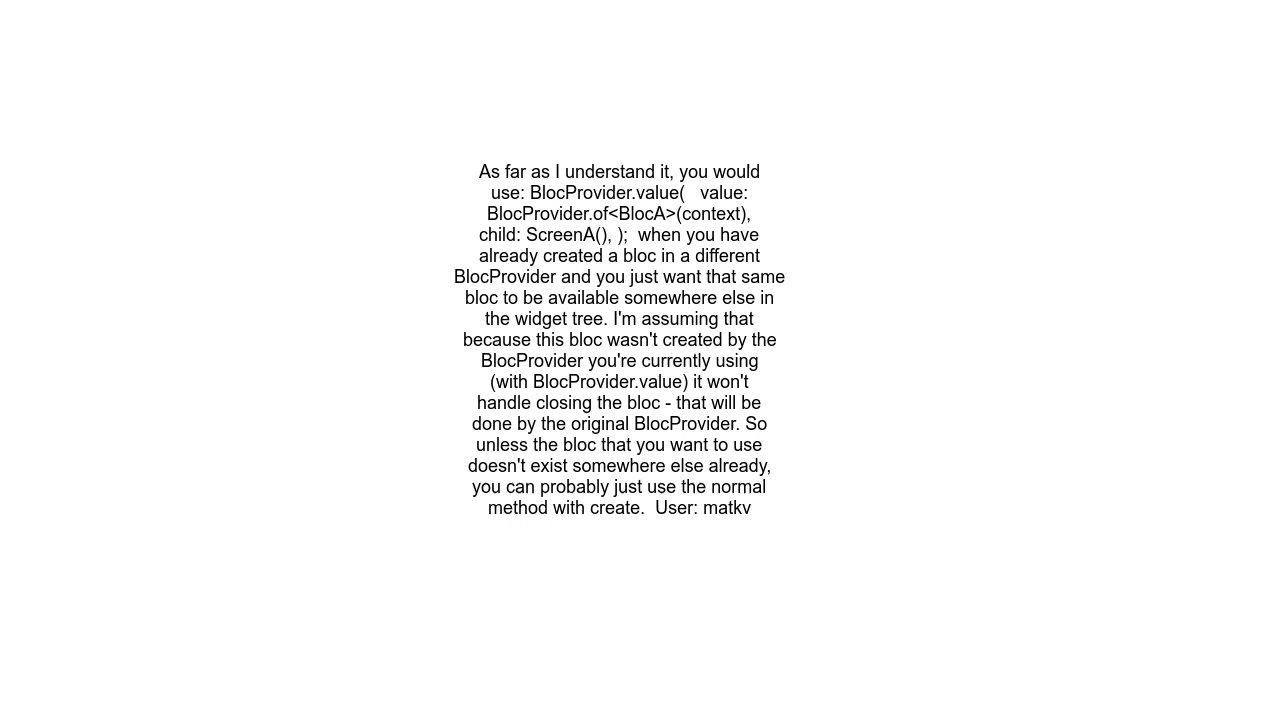 As far as I understand it, you would
use: BlocProvider.value(   value:
BlocProvider.of<BlocA>(context),
child: ScreenA(), );  when you have
already created a bloc in a different
BlocProvider and you just want that same
bloc to be available somewhere else in
the widget tree. I'm assuming that
because this bloc wasn't created by the
BlocProvider you're currently using
(with BlocProvider.value) it won't
handle closing the bloc - that will be
done by the original BlocProvider. So
unless the bloc that you want to use
doesn't exist somewhere else already,
you can probably just use the normal
method with create.  User: matkv